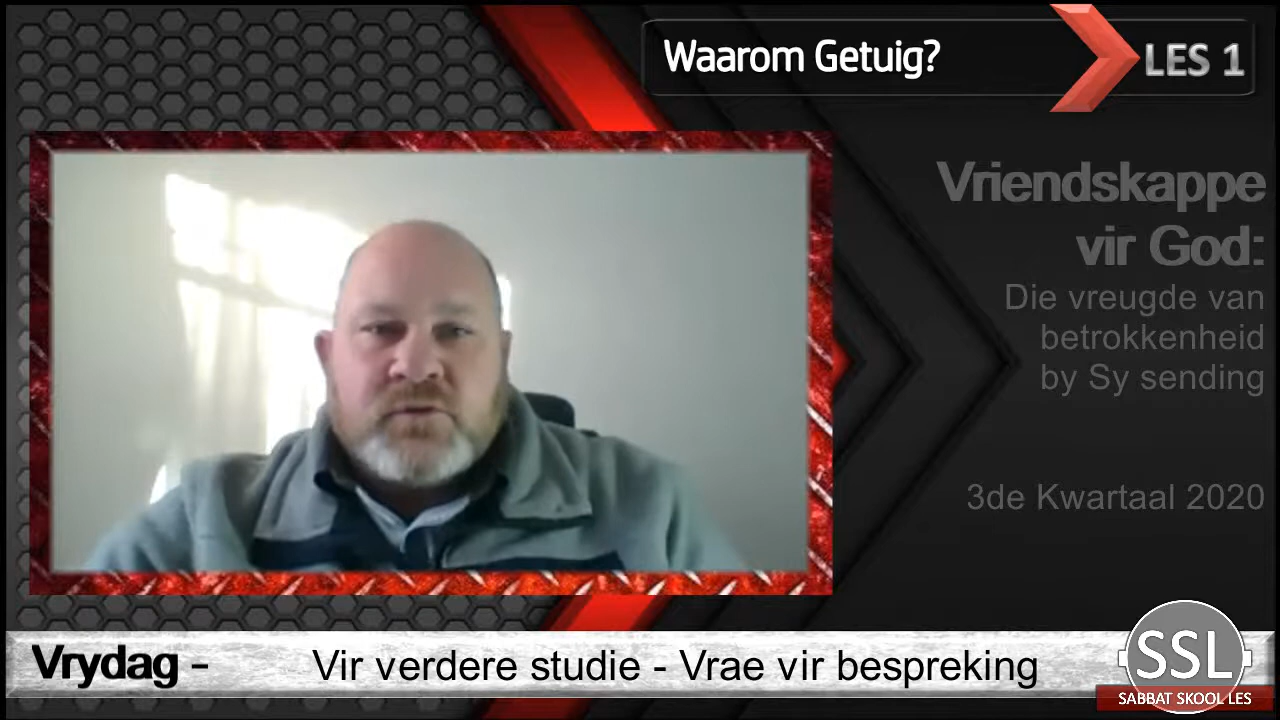 Waarom Getuig?
LES 1
Vriendskappe
vir God:
Die vreugde van
betrokkenheid
by Sy sending
3de Kwartaal 2020
Vrydag - Vir verdere studie - Vrae vir bespreking
SSL
SABBAT SKOOL LES